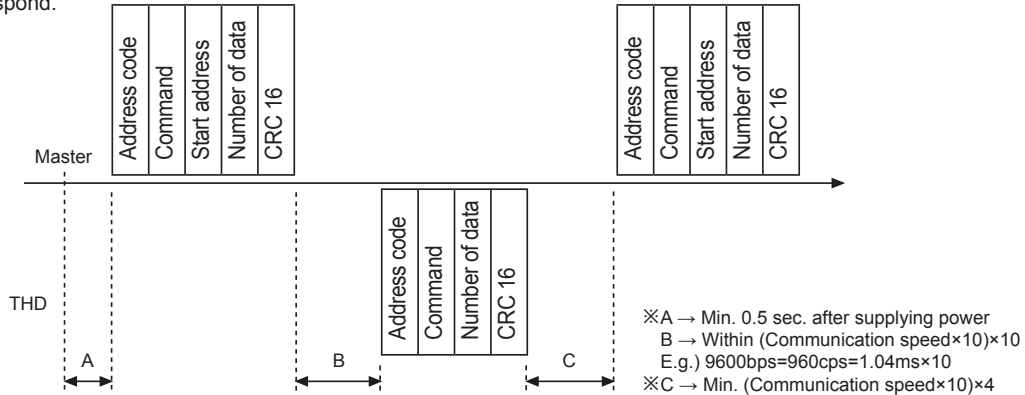 spond.
Address code
Command
Start address
Number of data
CRC 16
Address code
Command
Start address
Number of data
CRC 16
Master
Address code
Command
Number of data
CRC 16
THD
A
B
C
※A → Min. 0.5 sec. after supplying power
B → Within (Communication speed×10)×10
E.g.) 9600bps=960cps=1.04ms×10
※C → Min. (Communication speed×10)×4